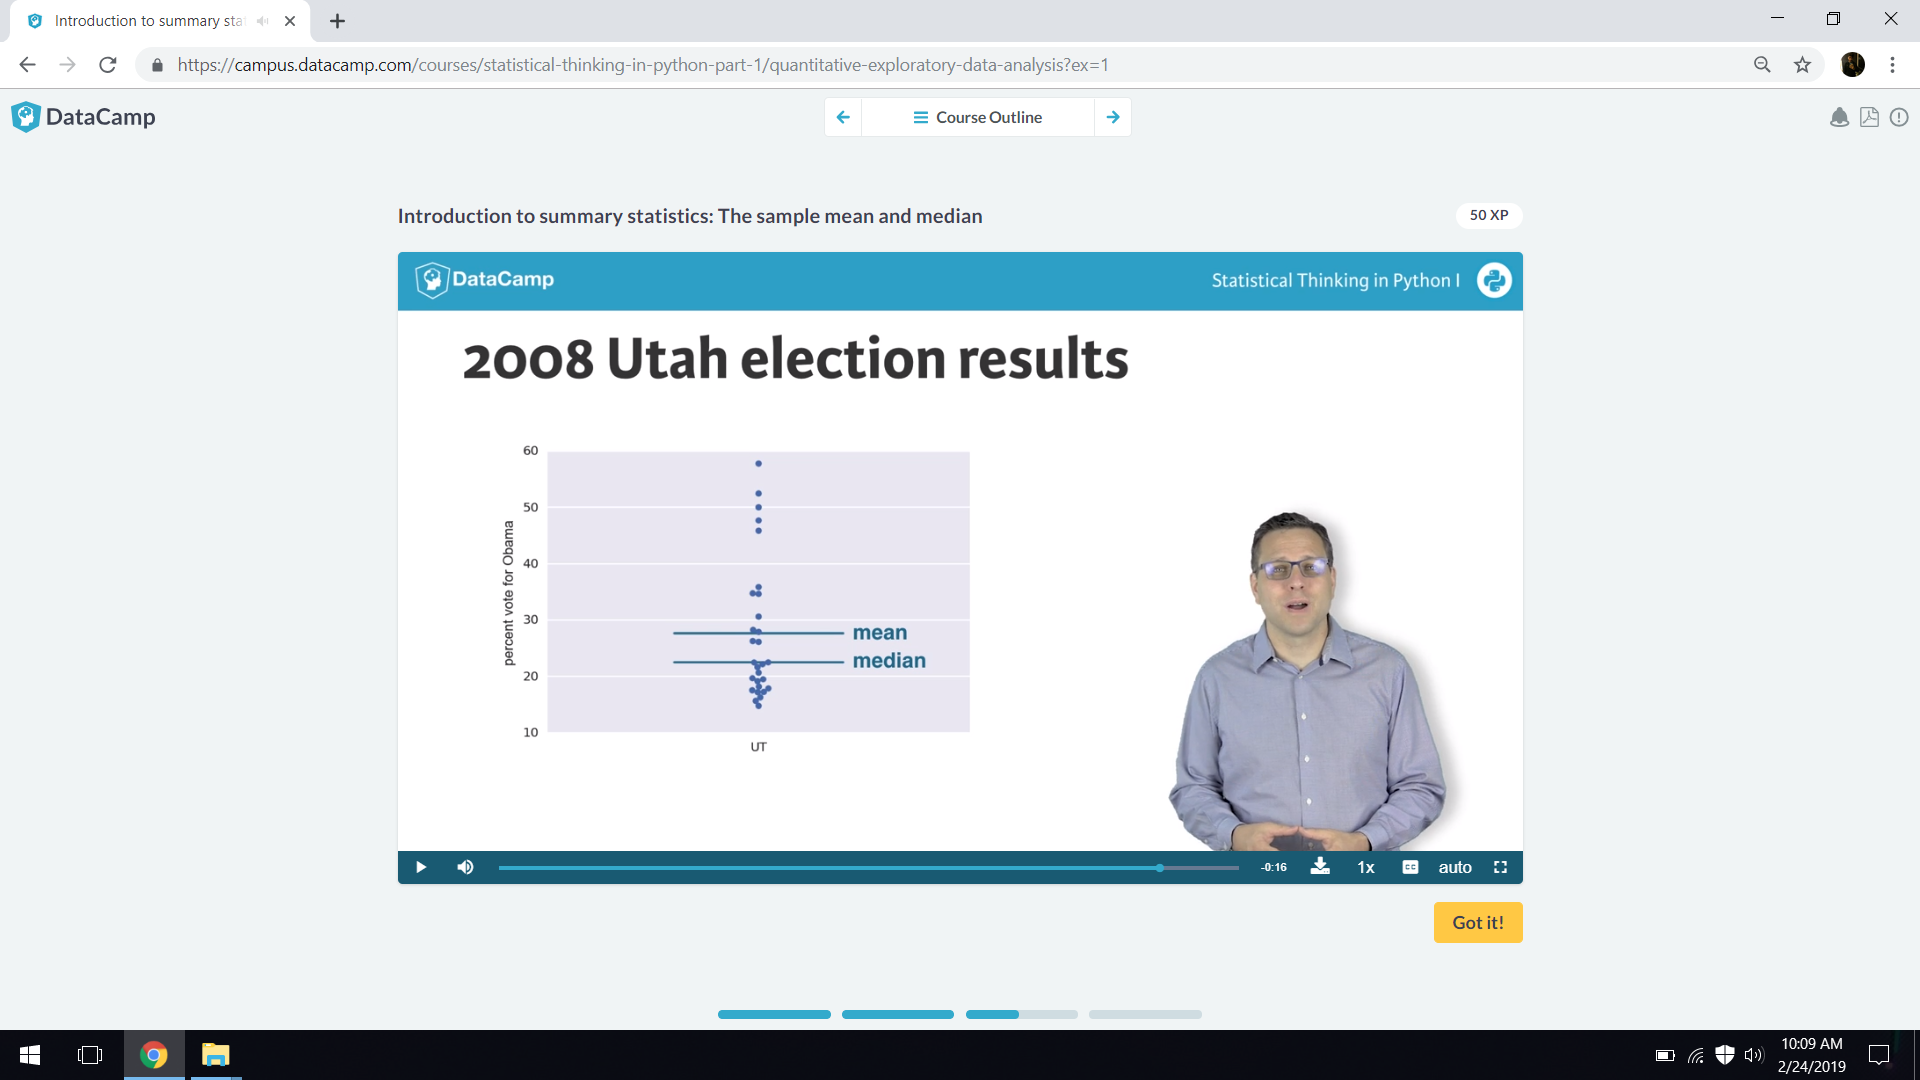 Introduction to summary sta
https://campus.datacamp.com/courses/statistical-thinking-in-python-part-1/quantitative-exploratory-data-analysis?ex=1
DataCamp
Course Outline
Introduction to summary statistics: The sample mean and median
50 XP
DataCamp
Statistical Thinking in Python I
2008 Utah election results
percent vote for Obama
60
50
40
30
20
10
mean
median
UT
-0:16
1x
CC
auto
Got it!
10:09 AM
2/24/2019